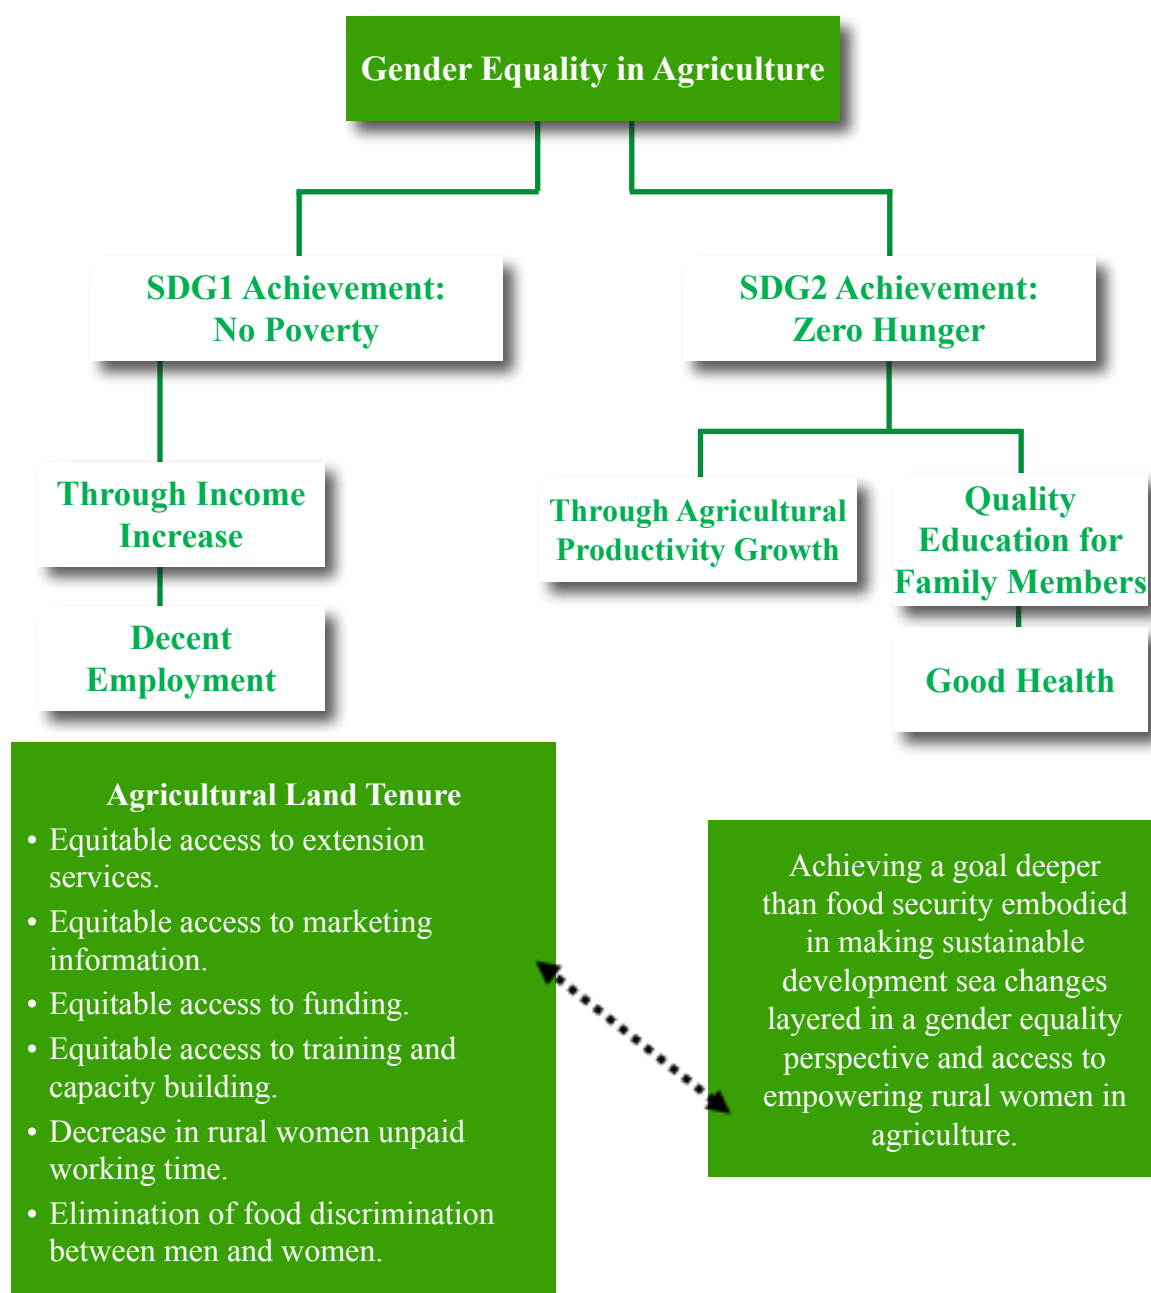 Gender Equality in Agriculture
SDG1 Achievement:
No Poverty
SDG2 Achievement:
Zero Hunger
Through Income
Increase
Through Agricultural
Productivity Growth
Quality
Education for
Family Members
Decent
Employment
Good Health
Agricultural Land Tenure
• Equitable access to extension
services.
• Equitable access to marketing
information.
• Equitable access to funding.
• Equitable access to training and
capacity building.
• Decrease in rural women unpaid
working time.
• Elimination of food discrimination
between men and women.
Achieving a goal deeper
than food security embodied
in making sustainable
development sea changes
layered in a gender equality
perspective and access to
empowering rural women in
agriculture.